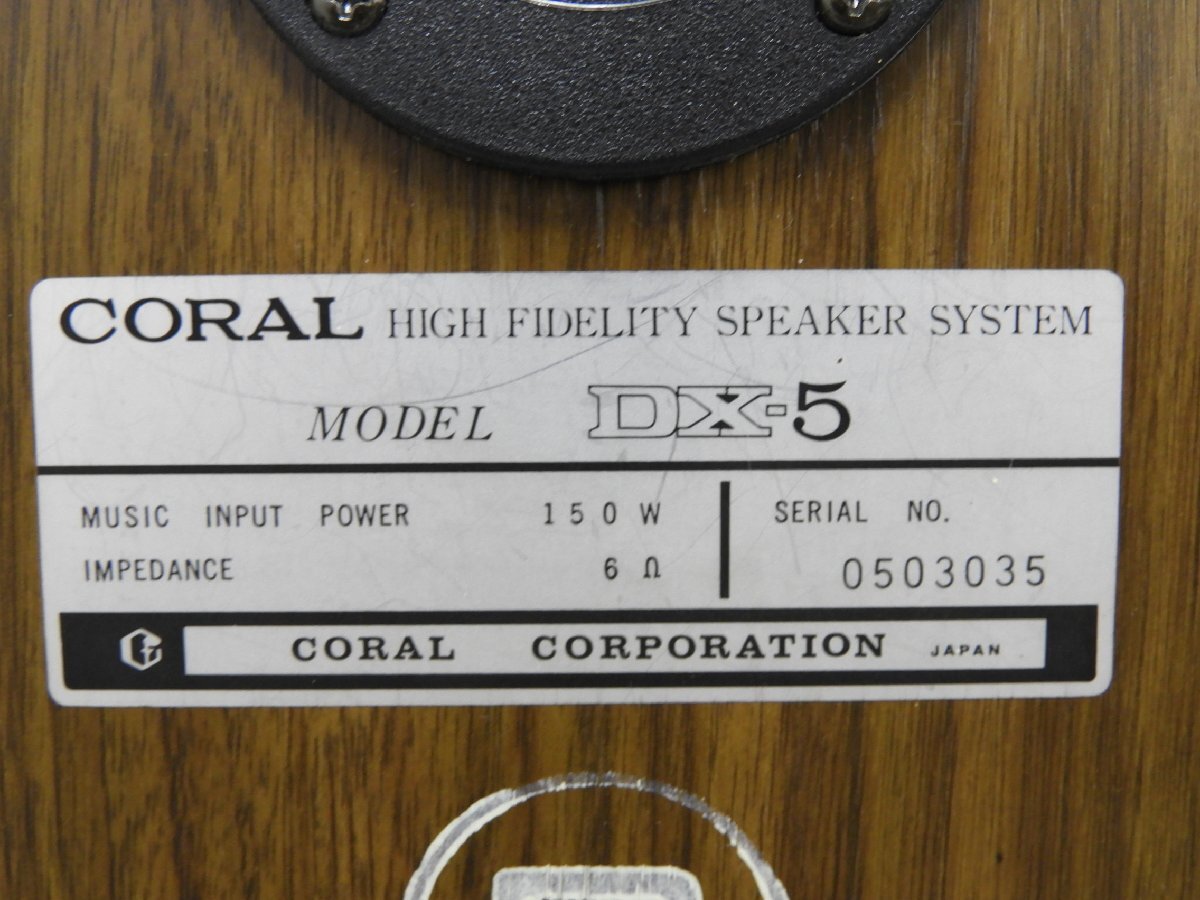 CORAL HIGH FIDELITY SPEAKER SYSTEM
MODEL DX-5
MUSIC INPUT POWER 150 W
IMPEDANCE 6 Ω
SERIAL NO.
0503035
CORAL CORPORATION JAPAN